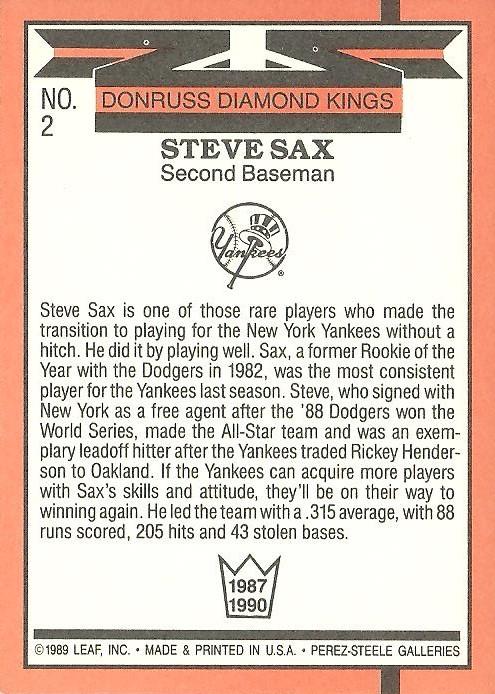 NO.
2
DONRUSS DIAMOND KINGS
STEVE SAX
Second Baseman
Yankees
®
Steve Sax is one of those rare players who made the
transition to playing for the New York Yankees without a
hitch. He did it by playing well. Sax, a former Rookie of the
Year with the Dodgers in 1982, was the most consistent
player for the Yankees last season. Steve, who signed with
New York as a free agent after the '88 Dodgers won the
World Series, made the All-Star team and was an exem-
plary leadoff hitter after the Yankees traded Rickey Hender-
son to Oakland. If the Yankees can acquire more players
with Sax's skills and attitude, they'll be on their way to
winning again. He led the team with a .315 average, with 88
runs scored, 205 hits and 43 stolen bases.
1987
1990
©1989 LEAF, INC. • MADE & PRINTED IN U.S.A. • PEREZ-STEELE GALLERIES